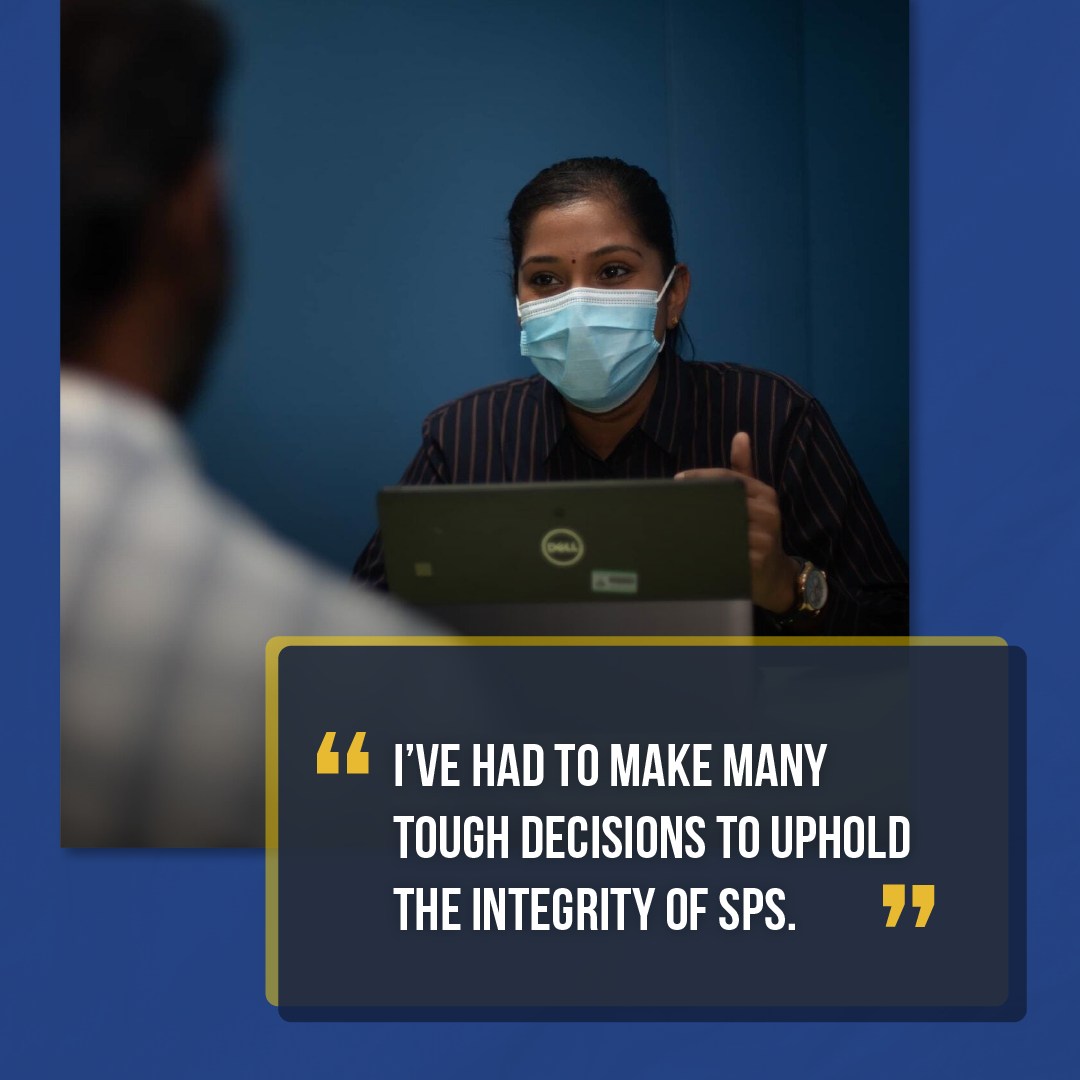 DELL
“ I’VE HAD TO MAKE MANY
TOUGH DECISIONS TO UPHOLD
THE INTEGRITY OF SPS. ”